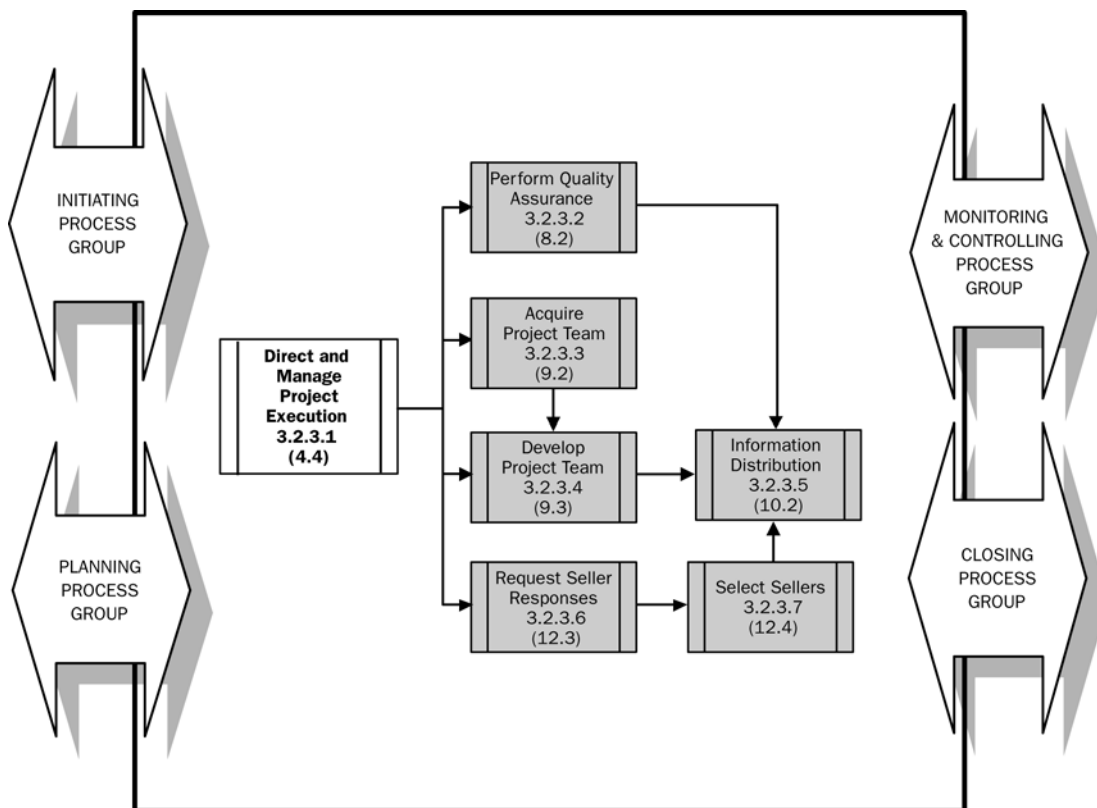 INITIATING
PROCESS
GROUP
PLANNING
PROCESS
GROUP
Direct and
Manage
Project
Execution
3.2.3.1
(4.4)
Perform Quality
Assurance
3.2.3.2
(8.2)
Acquire
Project Team
3.2.3.3
(9.2)
Develop
Project Team
3.2.3.4
(9.3)
Request Seller
Responses
3.2.3.6
(12.3)
Information
Distribution
3.2.3.5
(10.2)
Select Sellers
3.2.3.7
(12.4)
MONITORING
& CONTROLLING
PROCESS
GROUP
CLOSING
PROCESS
GROUP